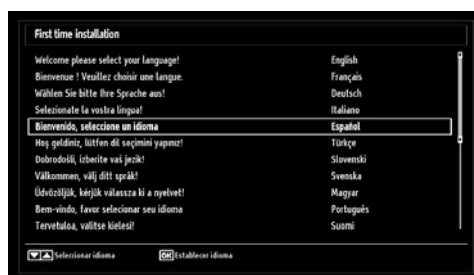 First time installation
Welcome please select your language! English
Bienvenue ! Veuillez choisir une langue. Français
Wählen Sie bitte Ihre Sprache aus! Deutsch
Selezionate la vostra lingua! Italiano
Bienvenido, seleccione un idioma Español
Hoş geldiniz, lütfen dil seçimini yapınız! Türkçe
Dobrodošli, izberite vaš jezik! Slovenski
Välkommen, välj ditt språk! Svenska
Üdvözöljük, kérjük válassza ki a nyelvet! Magyar
Bem-vindo, favor selecionar seu idioma Português
Tervetuloa, valitse kielesi! Suomi
Seleccionar idioma OK Establecer idioma